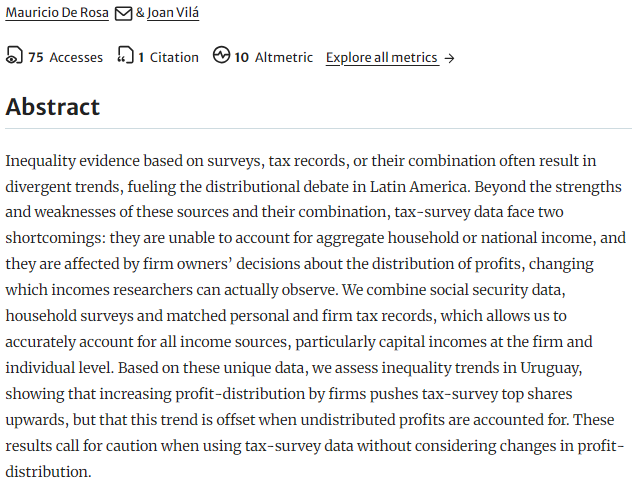 Mauricio De Rosa & Joan Vilá
75 Accesses 1 Citation 10 Altmetric Explore all metrics →
Abstract
Inequality evidence based on surveys, tax records, or their combination often result in
divergent trends, fueling the distributional debate in Latin America. Beyond the strengths
and weaknesses of these sources and their combination, tax-survey data face two
shortcomings: they are unable to account for aggregate household or national income, and
they are affected by firm owners’ decisions about the distribution of profits, changing
which incomes researchers can actually observe. We combine social security data,
household surveys and matched personal and firm tax records, which allows us to
accurately account for all income sources, particularly capital incomes at the firm and
individual level. Based on these unique data, we assess inequality trends in Uruguay,
showing that increasing profit-distribution by firms pushes tax-survey top shares
upwards, but that this trend is offset when undistributed profits are accounted for. These
results call for caution when using tax-survey data without considering changes in profit-
distribution.